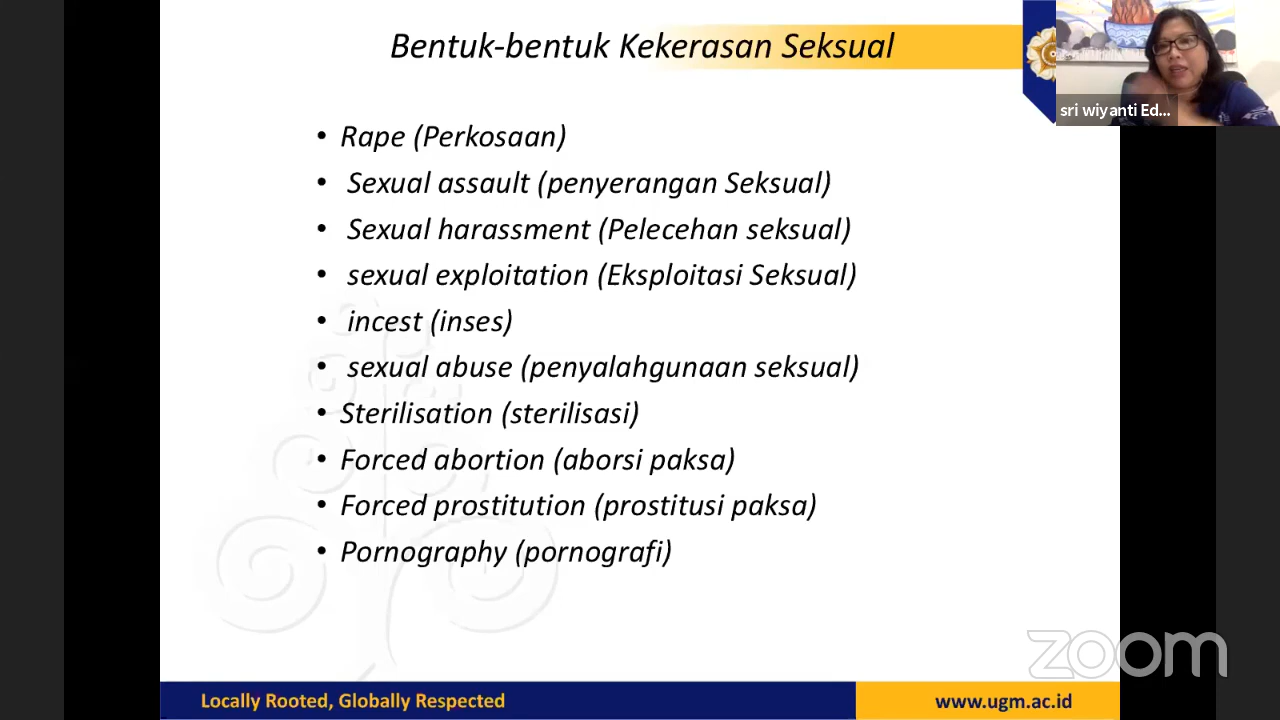 Bentuk-bentuk Kekerasan Seksual
sri wiyanti Ed...
• Rape (Perkosaan)
• Sexual assault (penyerangan Seksual)
• Sexual harassment (Pelecehan seksual)
• sexual exploitation (Eksploitasi Seksual)
• incest (inses)
• sexual abuse (penyalahgunaan seksual)
• Sterilisation (sterilisasi)
• Forced abortion (aborsi paksa)
• Forced prostitution (prostitusi paksa)
• Pornography (pornografi)
zoom
Locally Rooted, Globally Respected
www.ugm.ac.id